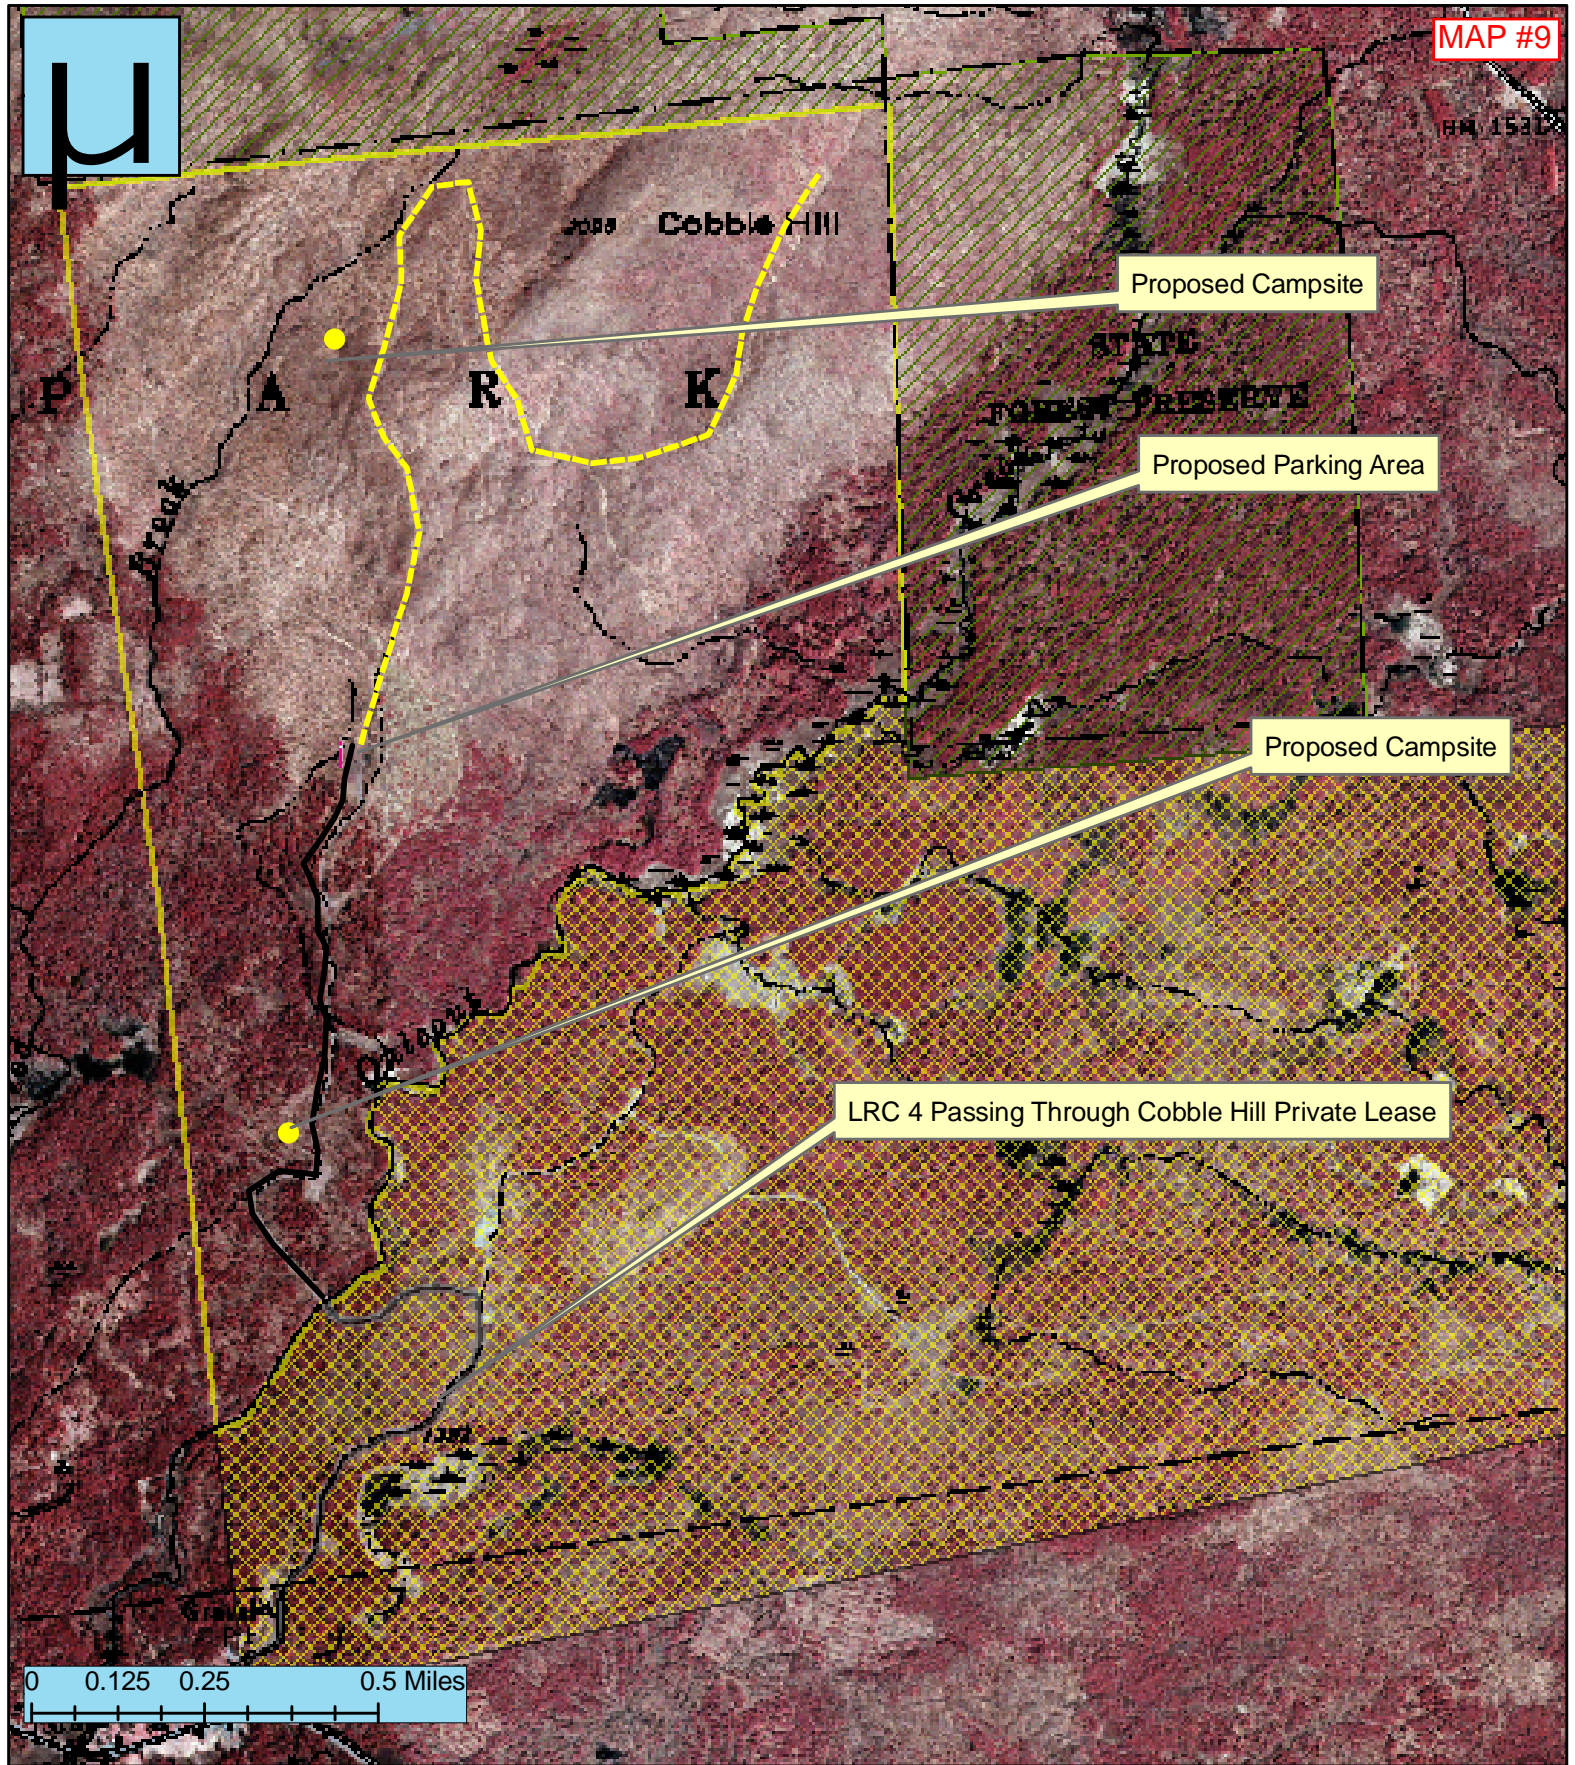 µ
MAP #9
Cobble Hill
Proposed Campsite
STATE
P A R K
FOREST PRESERVE
Proposed Parking Area
Brook
Proposed Campsite
LRC 4 Passing Through Cobble Hill Private Lease
0 0.125 0.25 0.5 Miles